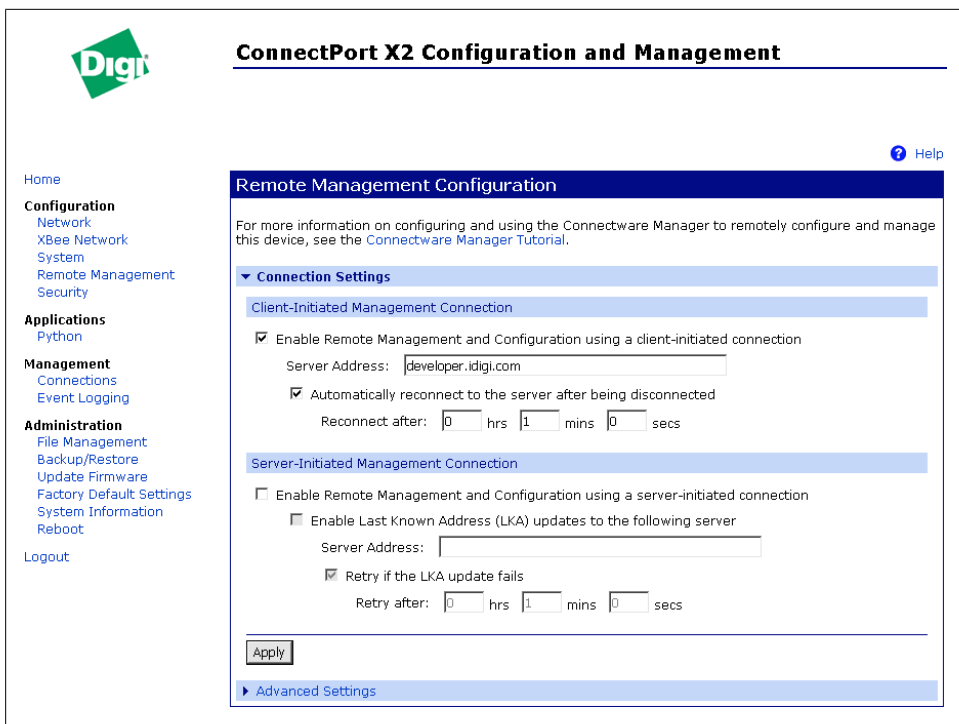 Digi
ConnectPort X2 Configuration and Management
Help
Home
Configuration
Network
XBee Network
System
Remote Management
Security
Applications
Python
Management
Connections
Event Logging
Administration
File Management
Backup/Restore
Update Firmware
Factory Default Settings
System Information
Reboot
Logout
Remote Management Configuration
For more information on configuring and using the Connectware Manager to remotely configure and manage
this device, see the Connectware Manager Tutorial.
Connection Settings
Client-Initiated Management Connection
Enable Remote Management and Configuration using a client-initiated connection
Server Address: developer.idigi.com
Automatically reconnect to the server after being disconnected
Reconnect after: 0 hrs 1 mins 0 secs
Server-Initiated Management Connection
Enable Remote Management and Configuration using a server-initiated connection
Enable Last Known Address (LKA) updates to the following server
Server Address:
Retry if the LKA update fails
Retry after: 0 hrs 1 mins 0 secs
Apply
Advanced Settings